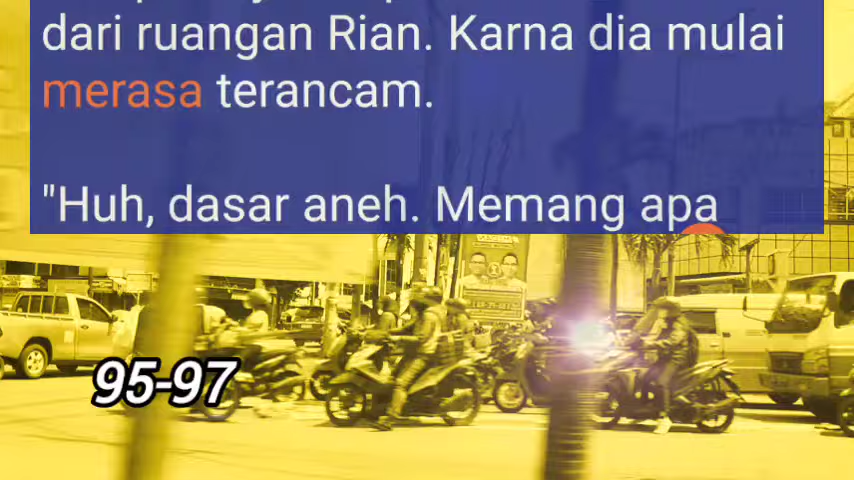 dari ruangan Rian. Karna dia mulai
merasa terancam.
"Huh, dasar aneh. Memang apa
95-97